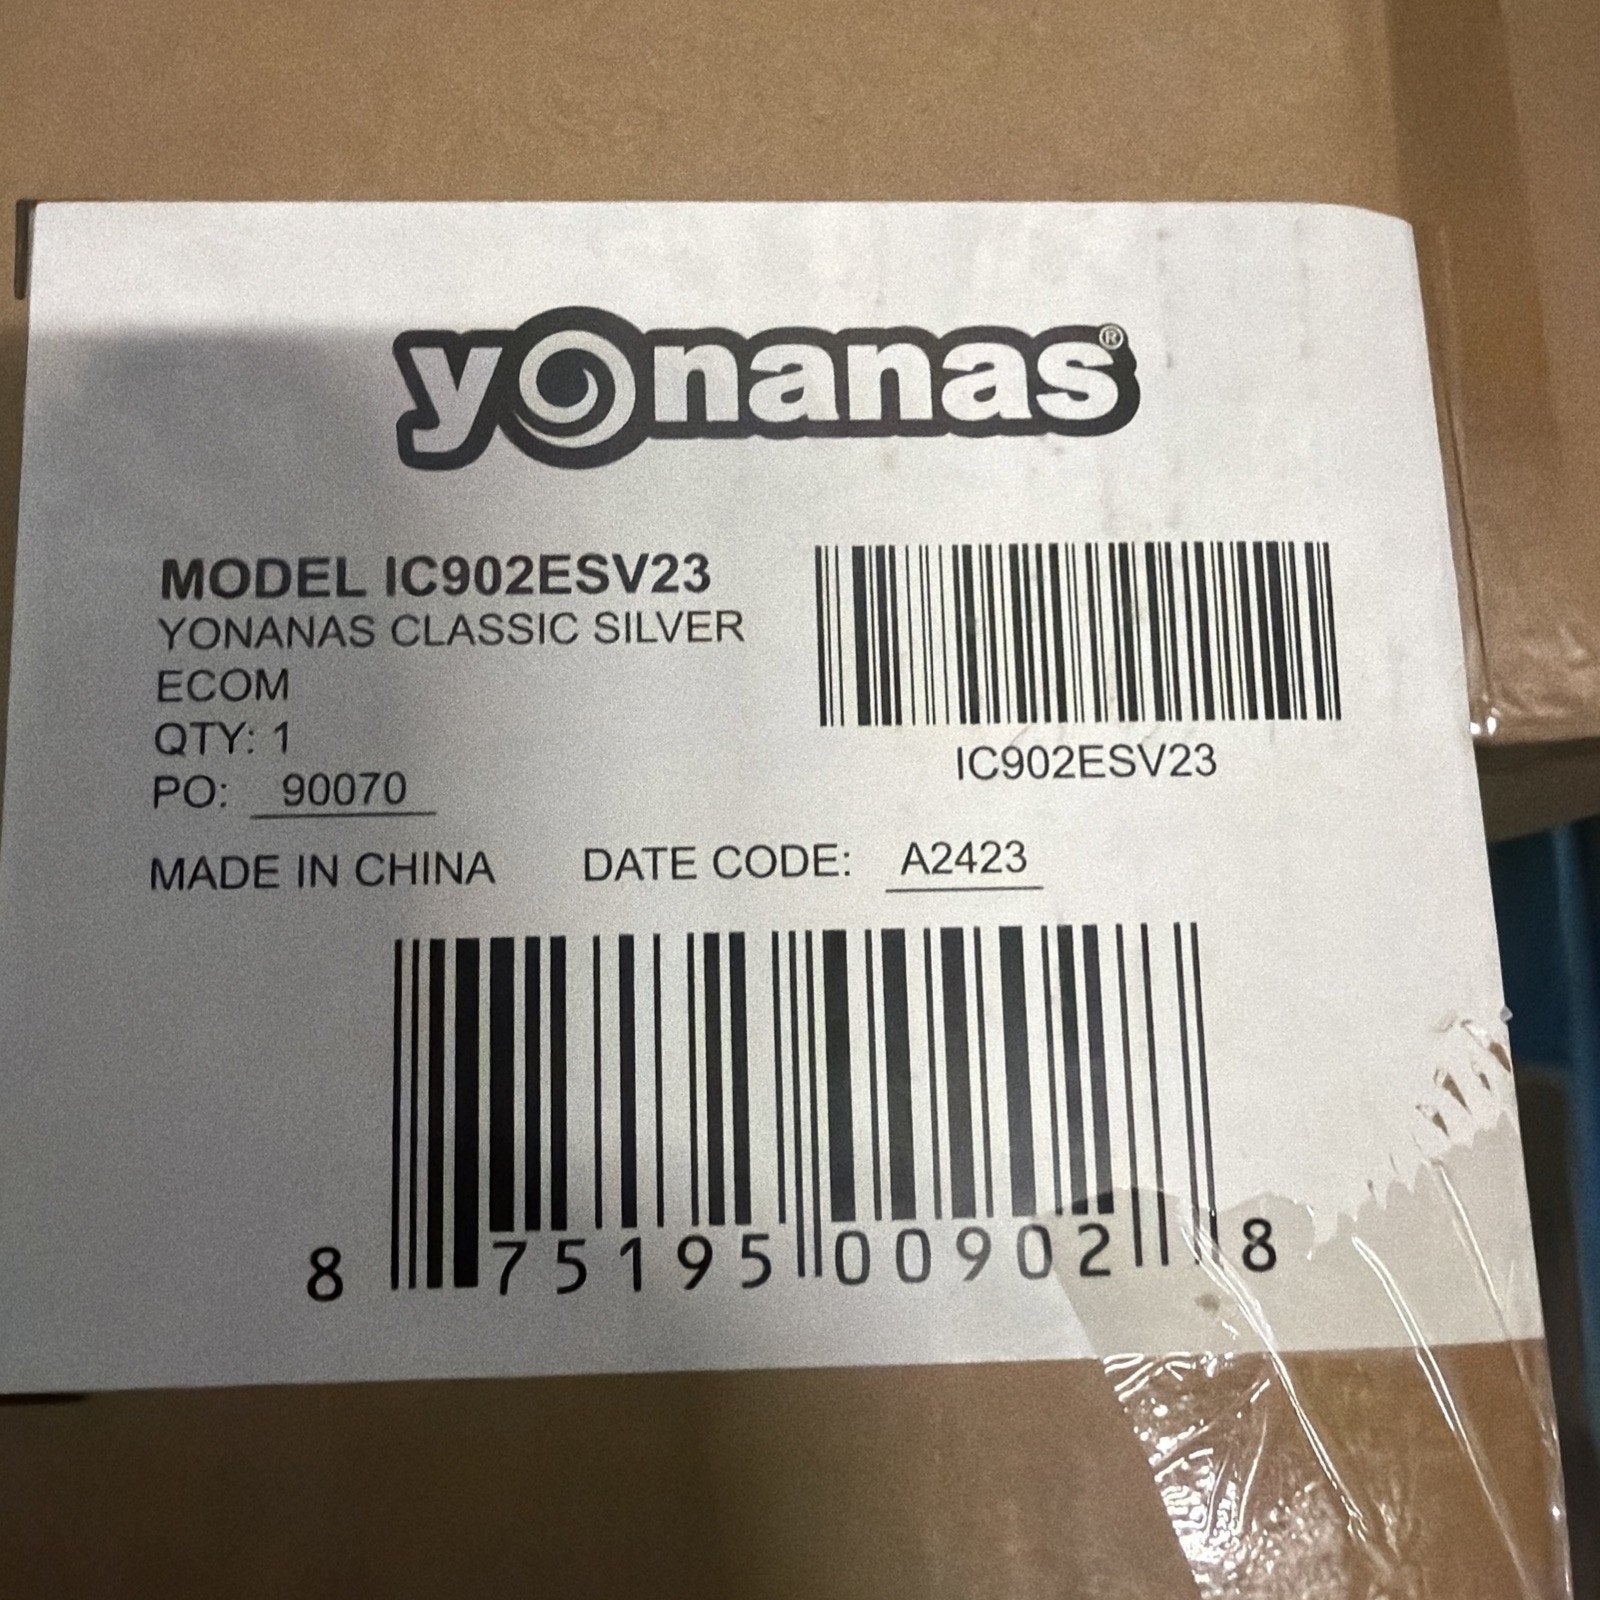 yonanas®
MODEL IC902ESV23
YONANAS CLASSIC SILVER
ECOM
QTY: 1
PO: 90070
IC902ESV23
MADE IN CHINA DATE CODE: A2423
8 75195 00902 8